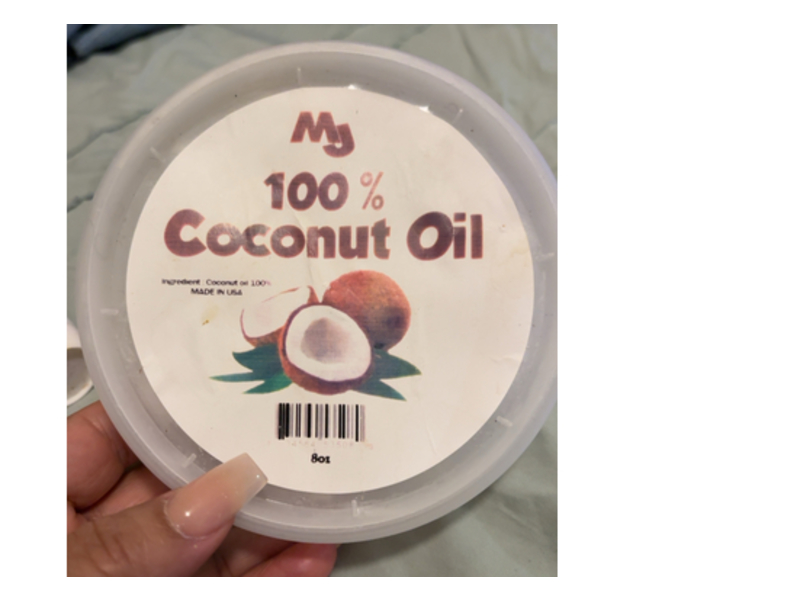 MJ
100 %
Coconut Oil
Ingredient : Coconut oil 100%
MADE IN USA
8oz